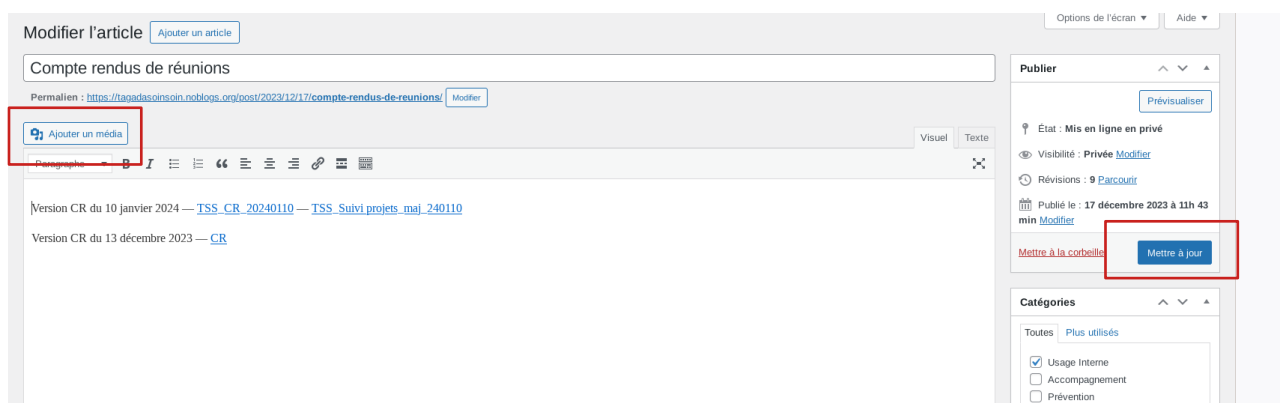 Options de l'écran ▼ Aide ▼
Modifier l'article Ajouter un article
Compte rendus de réunions
Permalien : https://tagadasoinsoin.noblogs.org/post/2023/12/17/compte-rendus-de-reunions/ Modifier
Ajouter un média
Visuel Texte
Paragraphe
B I
Version CR du 10 janvier 2024 — TSS_CR_20240110 — TSS_Suivi projets_maj_240110
Version CR du 13 décembre 2023 — CR
Publier
Prévisualiser
État : Mis en ligne en privé
Visibilité : Privée Modifier
Révisions : 9 Parcourir
Publié le : 17 décembre 2023 à 11h 43
min Modifier
Mettre à la corbeille Mettre à jour
Catégories
Toutes Plus utilisés
Usage Interne
Accompagnement
Prévention